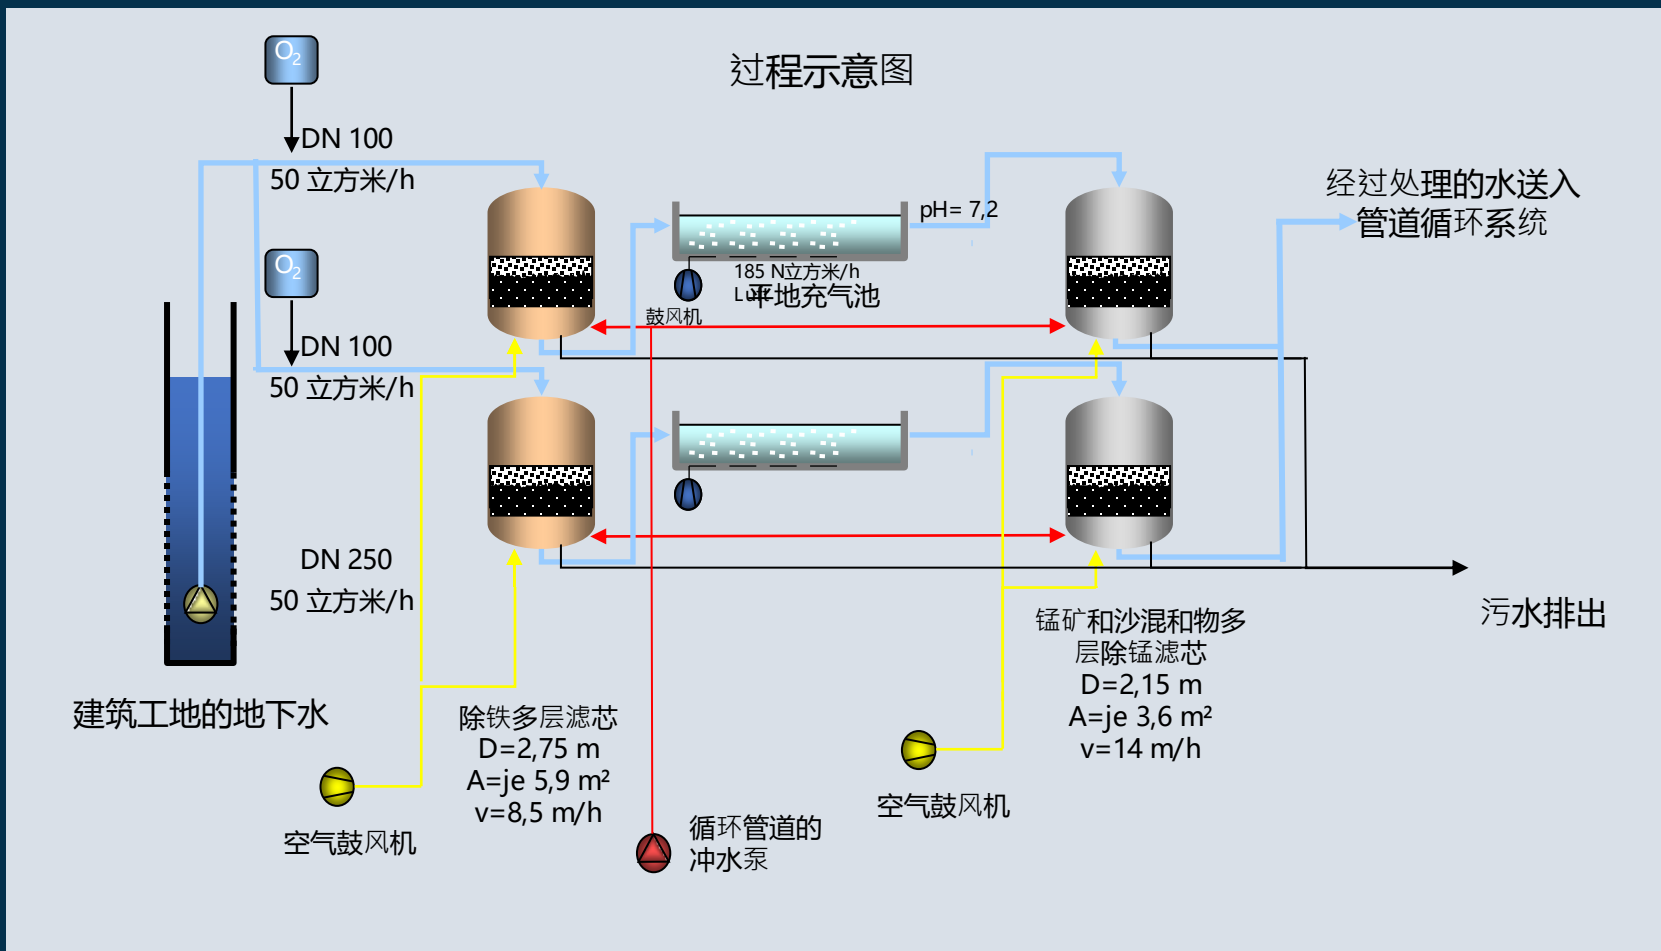 过程示意图
O₂
DN 100
50 立方米/h
O₂
DN 100
50 立方米/h
DN 250
50 立方米/h
建筑工地的地下水
空气鼓风机
除铁多层滤芯
D=2,75 m
A=je 5,9 m²
v=8,5 m/h
pH= 7,2
185 N立方米/h
Luft
平地充气池
鼓风机
循环管道的
冲水泵
空气鼓风机
锰矿和沙混和物多
层除锰滤芯
D=2,15 m
A=je 3,6 m²
v=14 m/h
经过处理的水送入
管道循环系统
污水排出